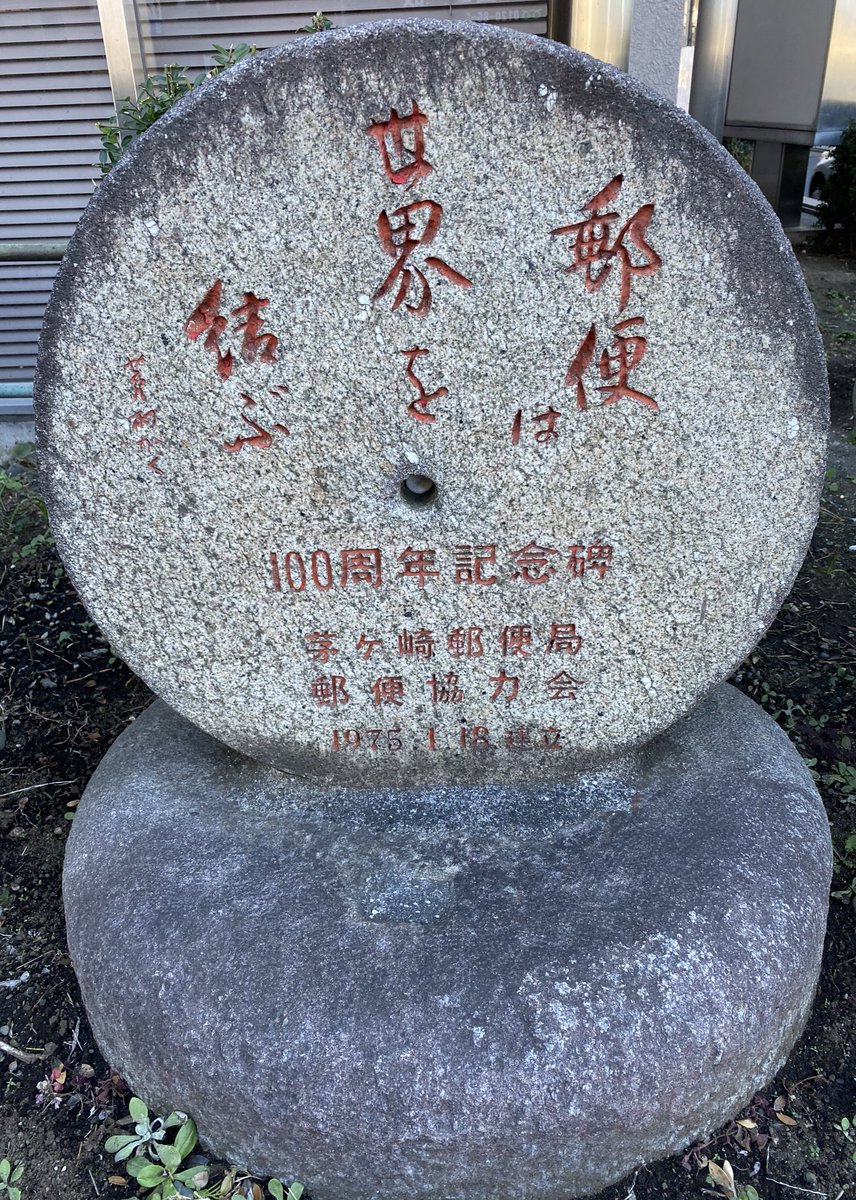 郵便は
世界を
結ぶ
100周年記念碑
茅ケ崎郵便局
郵便協力会
1975.1.18.建立